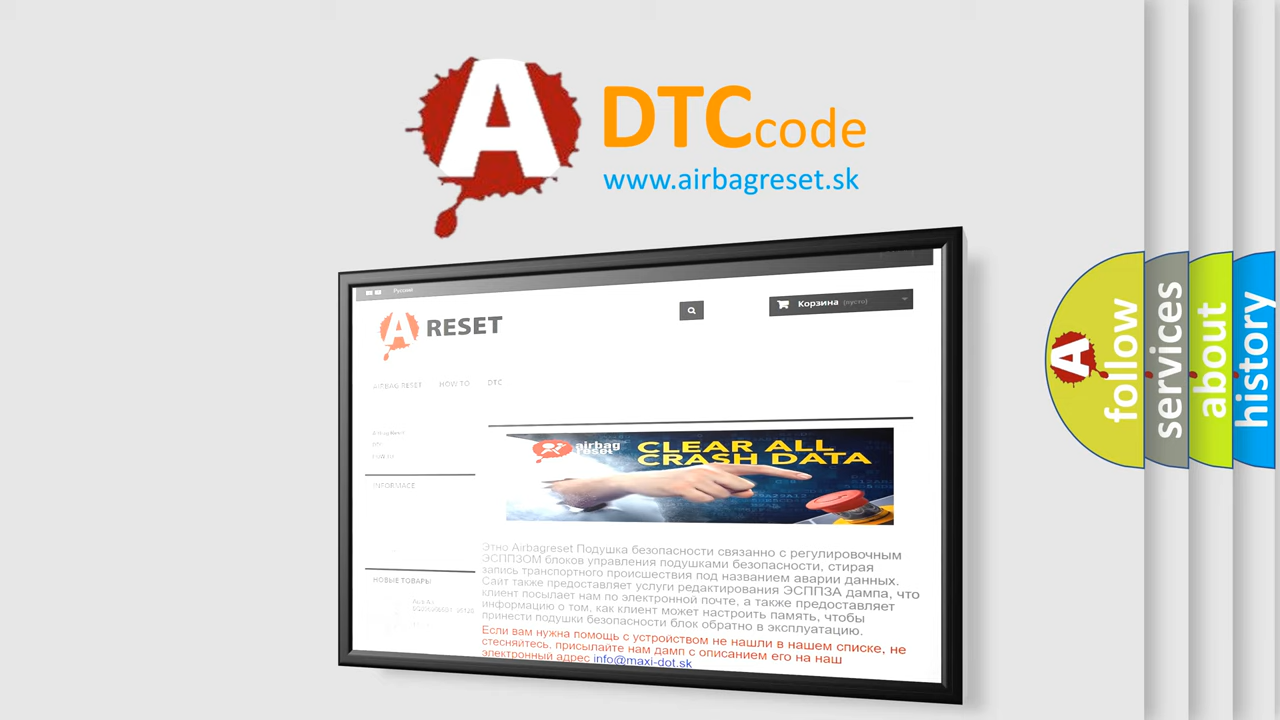 A
DTCcode
www.airbagreset.sk
Русский
A RESET
Корзина (пусто)
AIRBAG RESET HOW TO DTC
airbag
reset
CLEAR ALL
CRASH DATA
INFORMACE
НОВЫЕ ТОВАРЫ
Этно Airbagreset Подушка безопасности связанно с регулировочным
ЭСППЗОМ блоков управления подушками безопасности, стирая
запись транспортного происшествия под названием аварии данных.
Сайт также предоставляет услуги редактирования ЭСППЗА дампа, что
клиент посылает нам по электронной почте, а также предоставляет
информацию о том, как клиент может настроить память, чтобы
принести подушки безопасности блок обратно в эксплуатацию.
Если вам нужна помощь с устройством не нашли в нашем списке, не
стесняйтесь, присылайте нам дамп с описанием его на наш
электронный адрес info@maxi-dot.sk
A
follow
services
about
history